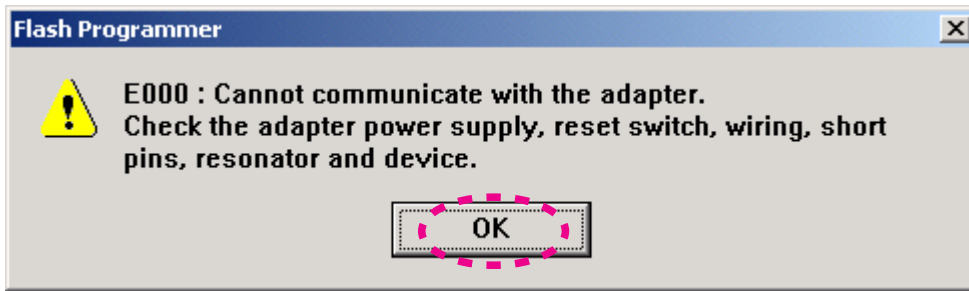 Flash Programmer
E000 : Cannot communicate with the adapter.
Check the adapter power supply, reset switch, wiring, short
pins, resonator and device.
OK